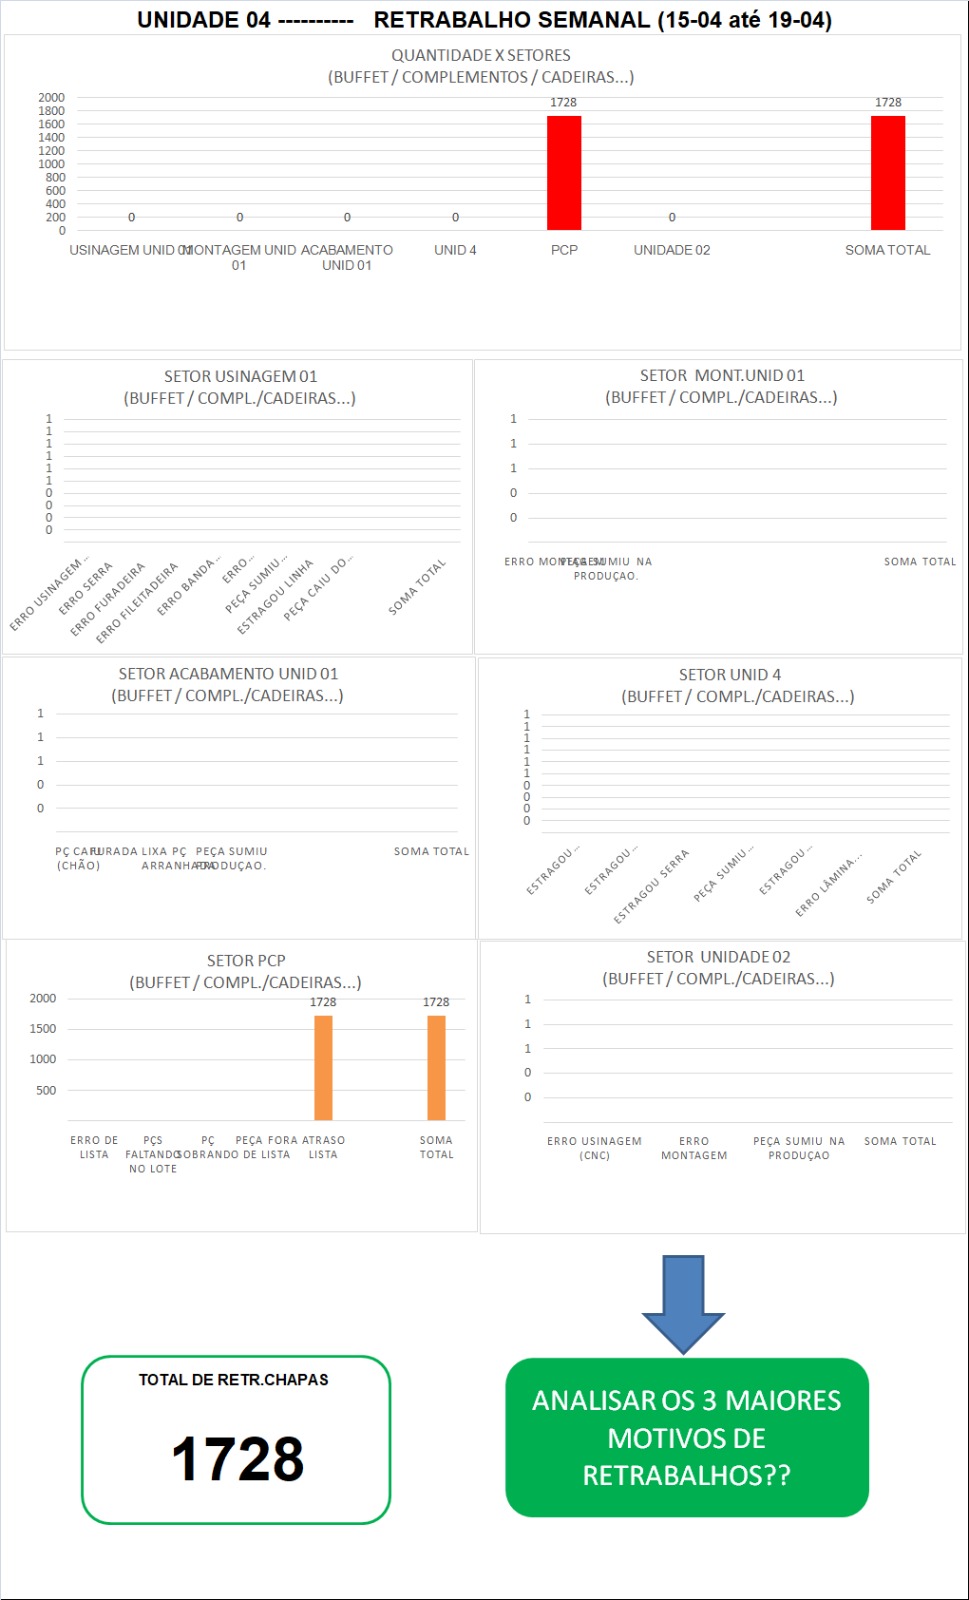 UNIDADE 04 ---------- RETRABALHO SEMANAL (15-04 até 19-04)
QUANTIDADE X SETORES
(BUFFET / COMPLEMENTOS / CADEIRAS...)
2000
1800
1600
1400
1200
1000
800
600
400
200
0
0
0
0
0
1728
0
1728
USINAGEM UNID 01
MONTAGEM UNID
01
ACABAMENTO
UNID 01
UNID 4
PCP
UNIDADE 02
SOMA TOTAL
SETOR USINAGEM 01
(BUFFET / COMPL./CADEIRAS...)
1
1
1
1
1
1
0
0
0
0
ERRO USINAGEM...
ERRO SERRA
ERRO FURADEIRA
ERRO FILEITADEIRA
ERRO BANDA...
ERRO...
PEÇA SUMIU...
ESTRAGOU LINHA
PEÇA CAIU DO...
SOMA TOTAL
SETOR MONT.UNID 01
(BUFFET / COMPL./CADEIRAS...)
1
1
1
0
0
ERRO MONTAGEM
PEÇA SUMIU NA
PRODUÇAO.
SOMA TOTAL
SETOR ACABAMENTO UNID 01
(BUFFET / COMPL./CADEIRAS...)
1
1
1
0
0
PÇ CAIU
(CHÃO)
FURADA LIXA
PÇ
ARRANHADA
PEÇA SUMIU
PRODUÇAO.
SOMA TOTAL
SETOR UNID 4
(BUFFET / COMPL./CADEIRAS...)
1
1
1
1
1
1
0
0
0
0
ESTRAGOU...
ESTRAGOU...
ESTRAGOU SERRA
PEÇA SUMIU...
ESTRAGOU...
ERRO LÂMINA...
SOMA TOTAL
SETOR PCP
(BUFFET / COMPL./CADEIRAS...)
2000
1500
1000
500
1728
1728
ERRO DE
LISTA
PÇS
FALTANDO
NO LOTE
PÇ
SOBRANDO
PEÇA FORA
DE LISTA
ATRASO
LISTA
SOMA
TOTAL
SETOR UNIDADE 02
(BUFFET / COMPL./CADEIRAS...)
1
1
1
0
0
ERRO USINAGEM
(CNC)
ERRO
MONTAGEM
PEÇA SUMIU NA
PRODUÇAO
SOMA TOTAL
TOTAL DE RETR.CHAPAS
1728
ANALISAR OS 3 MAIORES
MOTIVOS DE
RETRABALHOS??